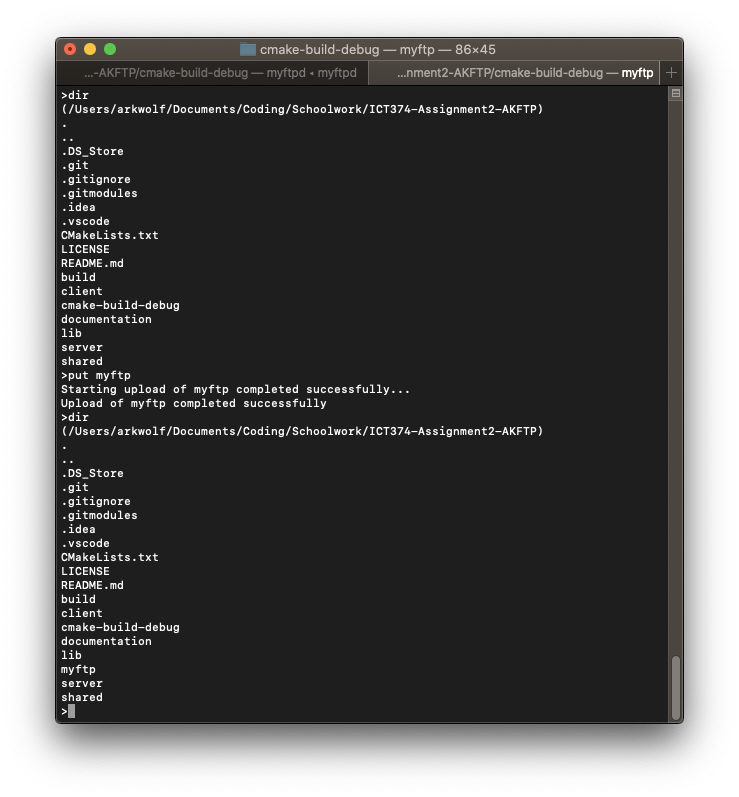 cmake-build-debug — myftp — 86×45
...-AKFTP/cmake-build-debug — myftpd ◂ myftpd
...nment2-AKFTP/cmake-build-debug — myftp
+
>dir
(/Users/arkwolf/Documents/Coding/Schoolwork/ICT374-Assignment2-AKFTP)
.
..
.DS_Store
.git
.gitignore
.gitmodules
.idea
.vscode
CMakeLists.txt
LICENSE
README.md
build
client
cmake-build-debug
documentation
lib
server
shared
>put myftp
Starting upload of myftp completed successfully...
Upload of myftp completed successfully
>dir
(/Users/arkwolf/Documents/Coding/Schoolwork/ICT374-Assignment2-AKFTP)
.
..
.DS_Store
.git
.gitignore
.gitmodules
.idea
.vscode
CMakeLists.txt
LICENSE
README.md
build
client
cmake-build-debug
documentation
lib
myftp
server
shared
>